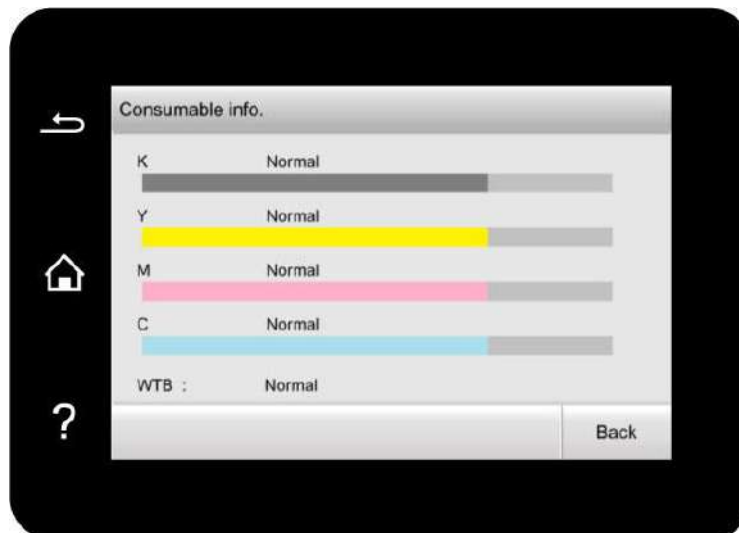 Consumable info.
K Normal
Y Normal
M Normal
C Normal
WTB : Normal
? Back